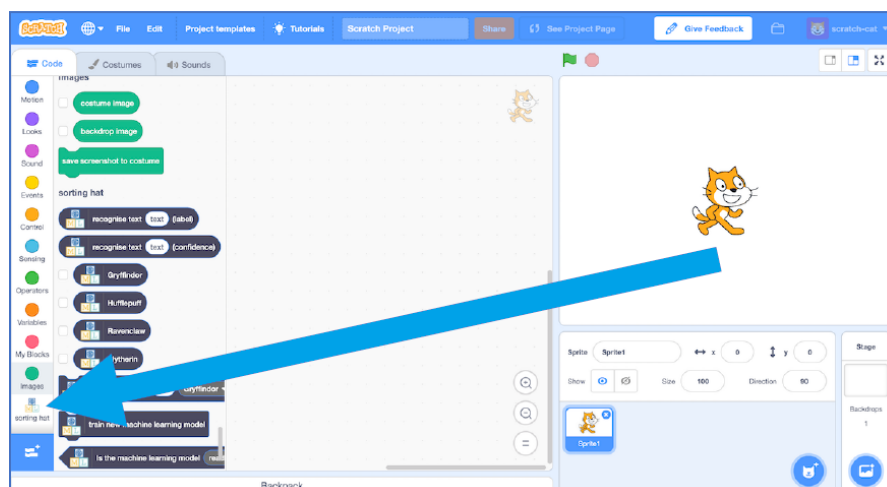 SCRATCH File Edit Project templates Tutorials Scratch Project Share See Project Page Give Feedback scratch-cat
Code Costumes Sounds
Motion
Looks
Sound
Events
Control
Sensing
Operators
Variables
My Blocks
Images
sorting hat
Images
costume image
backdrop image
save screenshot to costume
sorting hat
recognise text text (label)
recognise text text (confidence)
Gryffindor
Hufflepuff
Ravenclaw
Gryffindor
train new machine learning model
Is the machine learning model
Backpack
Sprite Sprite1 x 0 y 0
Show Size 100 Direction 90
Sprite1
Stage
Backdrops
1